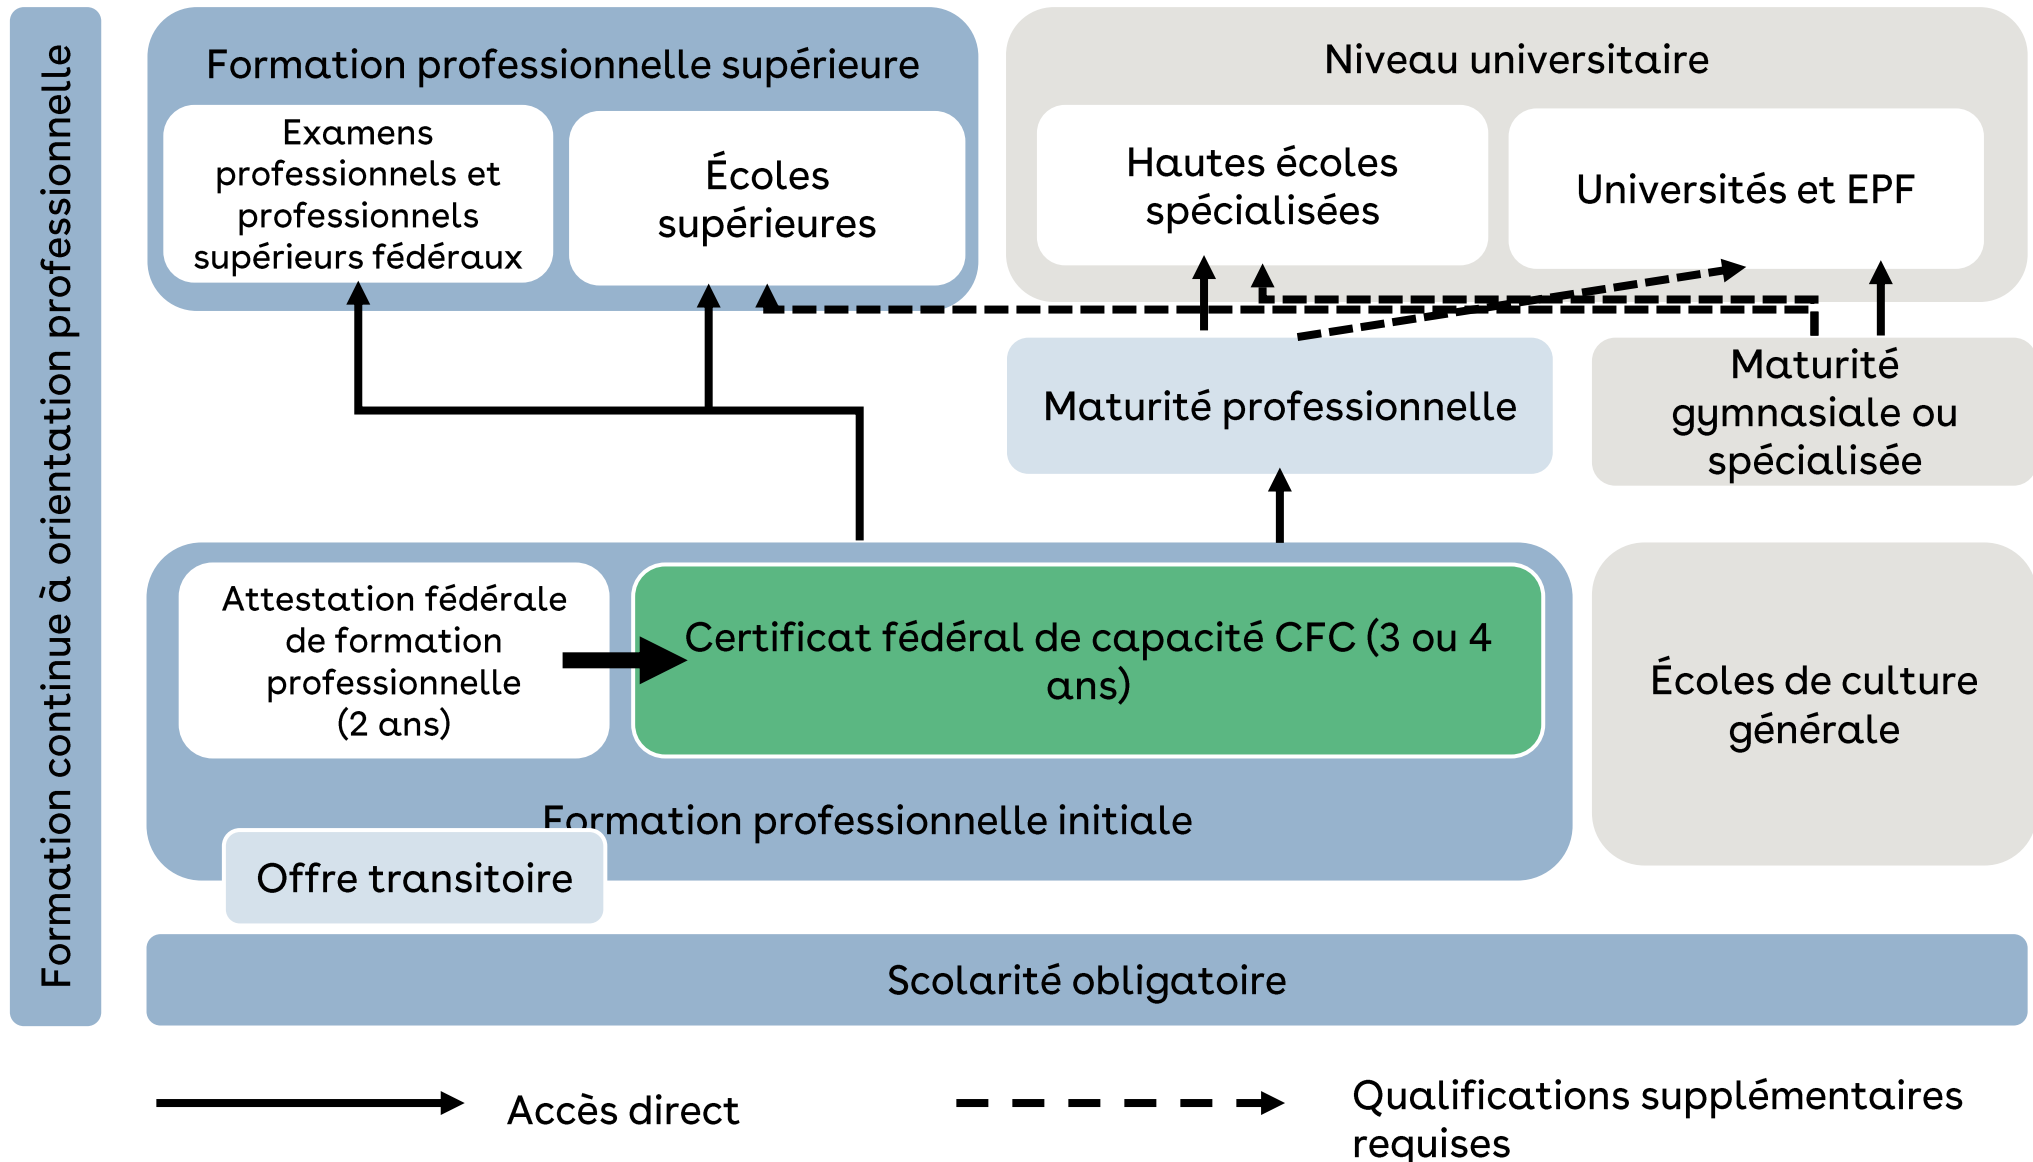 Formation continue à orientation professionnelle
Formation professionnelle supérieure
Examens
professionnels et
professionnels
supérieurs fédéraux
Écoles
supérieures
Niveau universitaire
Hautes écoles
spécialisées
Universités et EPF
Maturité professionnelle
Maturité
gymnasiale ou
spécialisée
Attestation fédérale
de formation
professionnelle
(2 ans)
Certificat fédéral de capacité CFC (3 ou 4
ans)
Formation professionnelle initiale
Offre transitoire
Écoles de culture
générale
Scolarité obligatoire
Accès direct
Qualifications supplémentaires
requises